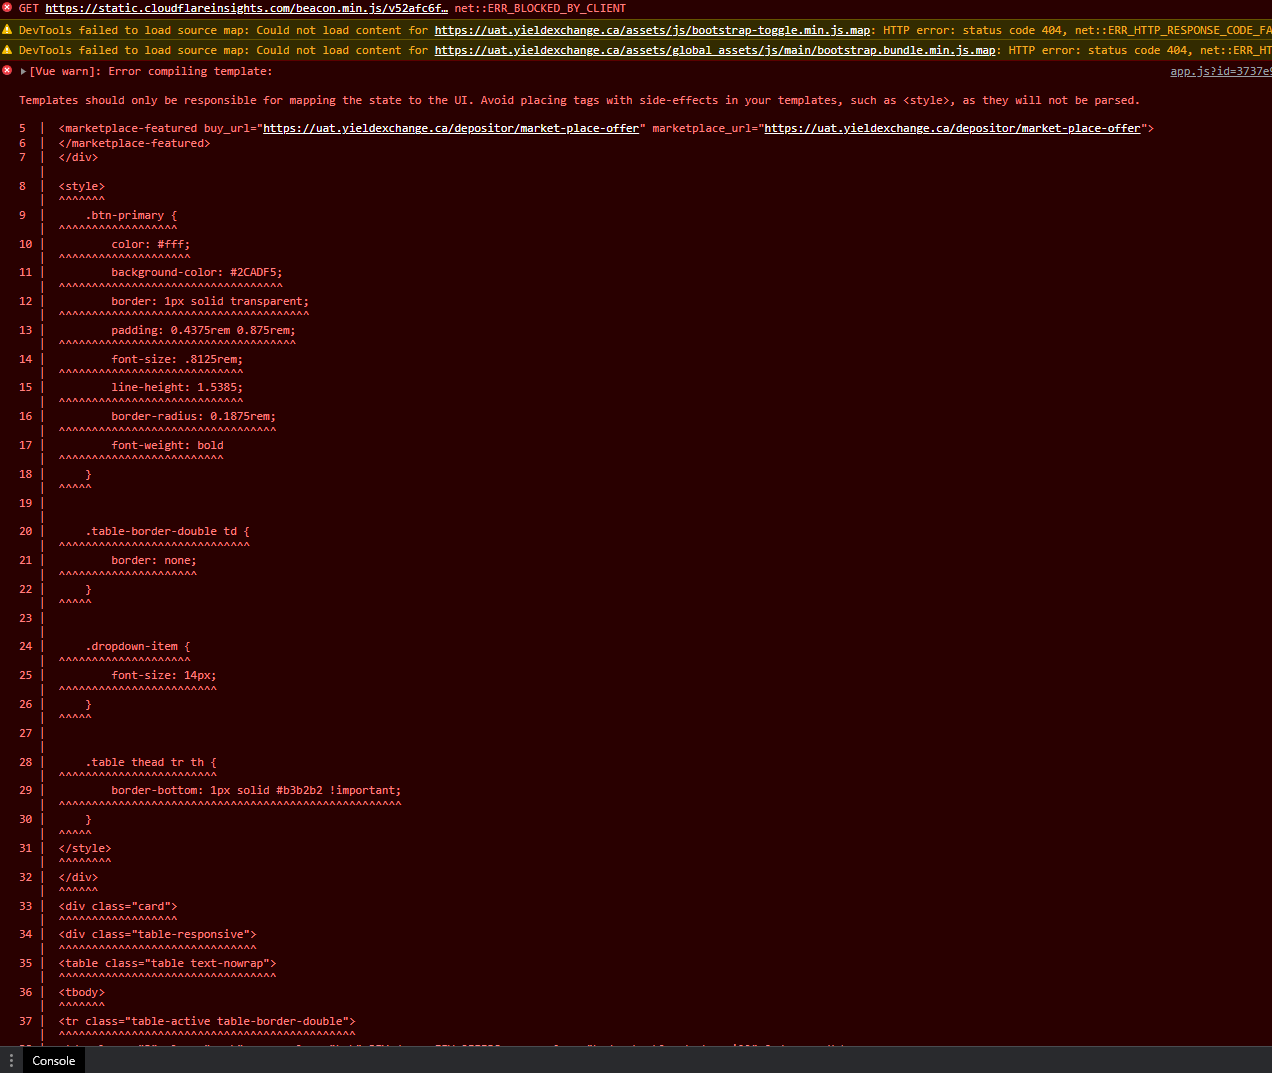 GET https://static.cloudflareinsights.com/beacon.min.js/v52afc6f… net::ERR_BLOCKED_BY_CLIENT
DevTools failed to load source map: Could not load content for https://uat.yieldexchange.ca/assets/js/bootstrap-toggle.min.js.map: HTTP error: status code 404, net::ERR_HTTP_RESPONSE_CODE_FA
DevTools failed to load source map: Could not load content for https://uat.yieldexchange.ca/assets/global_assets/js/main/bootstrap.bundle.min.js.map: HTTP error: status code 404, net::ERR_HT
[Vue warn]: Error compiling template: app.js?id=3737e
Templates should only be responsible for mapping the state to the UI. Avoid placing tags with side-effects in your templates, such as <style>, as they will not be parsed.
5 | <marketplace-featured buy_url="https://uat.yieldexchange.ca/depositor/market-place-offer" marketplace_url="https://uat.yieldexchange.ca/depositor/market-place-offer">
6 | </marketplace-featured>
7 | </div>
|
8 | <style>
| ^^^^^^^
9 | .btn-primary {
| ^^^^^^^^^^^^^^^^^^
10 | color: #fff;
| ^^^^^^^^^^^^^^^^^^^^
11 | background-color: #2CADF5;
| ^^^^^^^^^^^^^^^^^^^^^^^^^^^^^^^^^^
12 | border: 1px solid transparent;
| ^^^^^^^^^^^^^^^^^^^^^^^^^^^^^^^^^^^^^^
13 | padding: 0.4375rem 0.875rem;
| ^^^^^^^^^^^^^^^^^^^^^^^^^^^^^^^^^^^^
14 | font-size: .8125rem;
| ^^^^^^^^^^^^^^^^^^^^^^^^^^^^
15 | line-height: 1.5385;
| ^^^^^^^^^^^^^^^^^^^^^^^^^^^^
16 | border-radius: 0.1875rem;
| ^^^^^^^^^^^^^^^^^^^^^^^^^^^^^^^^^
17 | font-weight: bold
| ^^^^^^^^^^^^^^^^^^^^^^^^^
18 | }
| ^^^^^
19 |
|
20 | .table-border-double td {
| ^^^^^^^^^^^^^^^^^^^^^^^^^^^^^
21 | border: none;
| ^^^^^^^^^^^^^^^^^^^^^
22 | }
| ^^^^^
23 |
|
24 | .dropdown-item {
| ^^^^^^^^^^^^^^^^^^^^
25 | font-size: 14px;
| ^^^^^^^^^^^^^^^^^^^^^^^^
26 | }
| ^^^^^
27 |
|
28 | .table thead tr th {
| ^^^^^^^^^^^^^^^^^^^^^^^^
29 | border-bottom: 1px solid #b3b2b2 !important;
| ^^^^^^^^^^^^^^^^^^^^^^^^^^^^^^^^^^^^^^^^^^^^^^^^^^^^
30 | }
| ^^^^^
31 | </style>
| ^^^^^^^^
32 | </div>
| ^^^^^^
33 | <div class="card">
| ^^^^^^^^^^^^^^^^^^
34 | <div class="table-responsive">
| ^^^^^^^^^^^^^^^^^^^^^^^^^^^^^^
35 | <table class="table text-nowrap">
| ^^^^^^^^^^^^^^^^^^^^^^^^^^^^^^^^^
36 | <tbody>
| ^^^^^^^
37 | <tr class="table-active table-border-double">
| ^^^^^^^^^^^^^^^^^^^^^^^^^^^^^^^^^^^^^^^^^^^^^
Console